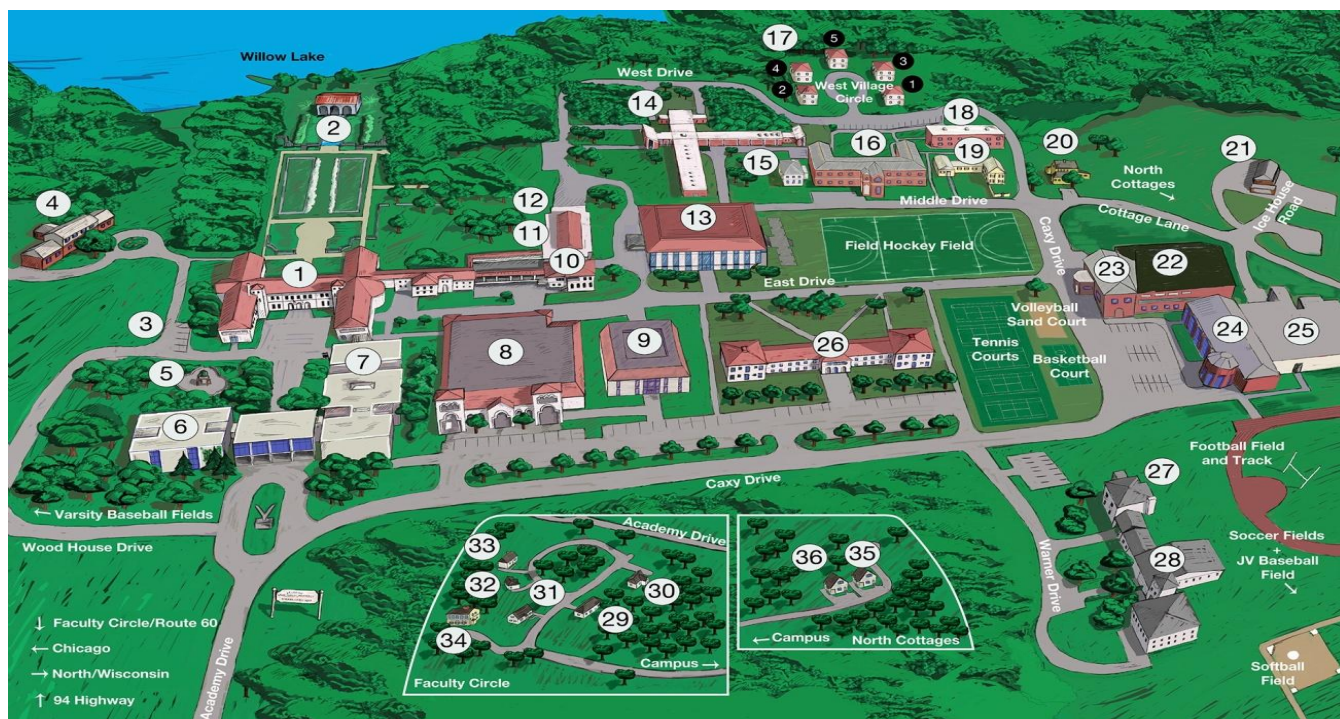 Willow Lake
17
5
4
3
2
1
West Village
Circle
West Drive
14
2
18
16
15
19
20
21
North
Cottages
→
Ice House
Road
Cottage Lane
4
12
11
13
Middle Drive
10
Field Hockey Field
Caxy Drive
23
22
1
East Drive
3
Volleyball
Sand Court
24
25
7
8
9
26
Tennis
Courts
Basketball
Court
5
6
Football Field
and Track
27
Caxy Drive
← Varsity Baseball Fields
Wood House Drive
Academy Drive
33
32
31
30
29
34
Campus →
Faculty Circle
36
35
← Campus
North Cottages
Warner Drive
28
Soccer Fields
+
JV Baseball
Field
↘
↓ Faculty Circle/Route 60
← Chicago
→ North/Wisconsin
↑ 94 Highway
Academy Drive
Softball
Field